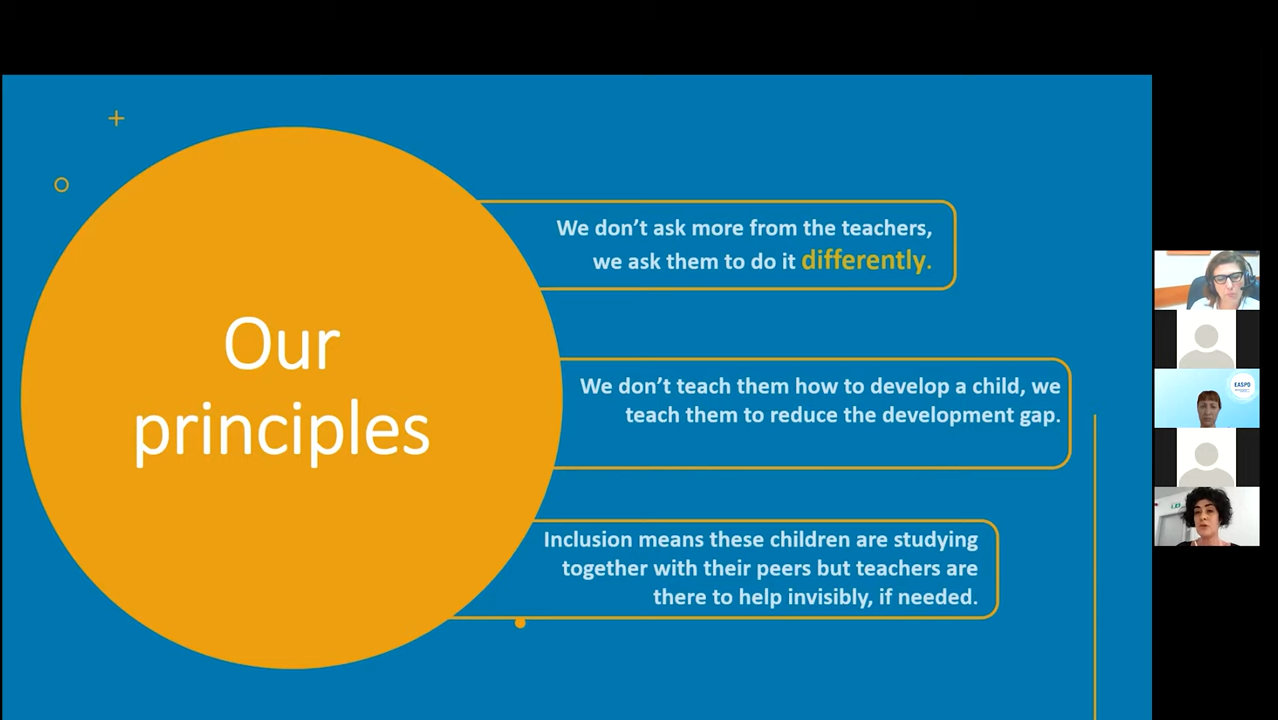 Our
principles
We don’t ask more from the teachers,
we ask them to do it differently.
We don’t teach them how to develop a child, we
teach them to reduce the development gap.
Inclusion means these children are studying
together with their peers but teachers are
there to help invisibly, if needed.
EASPD